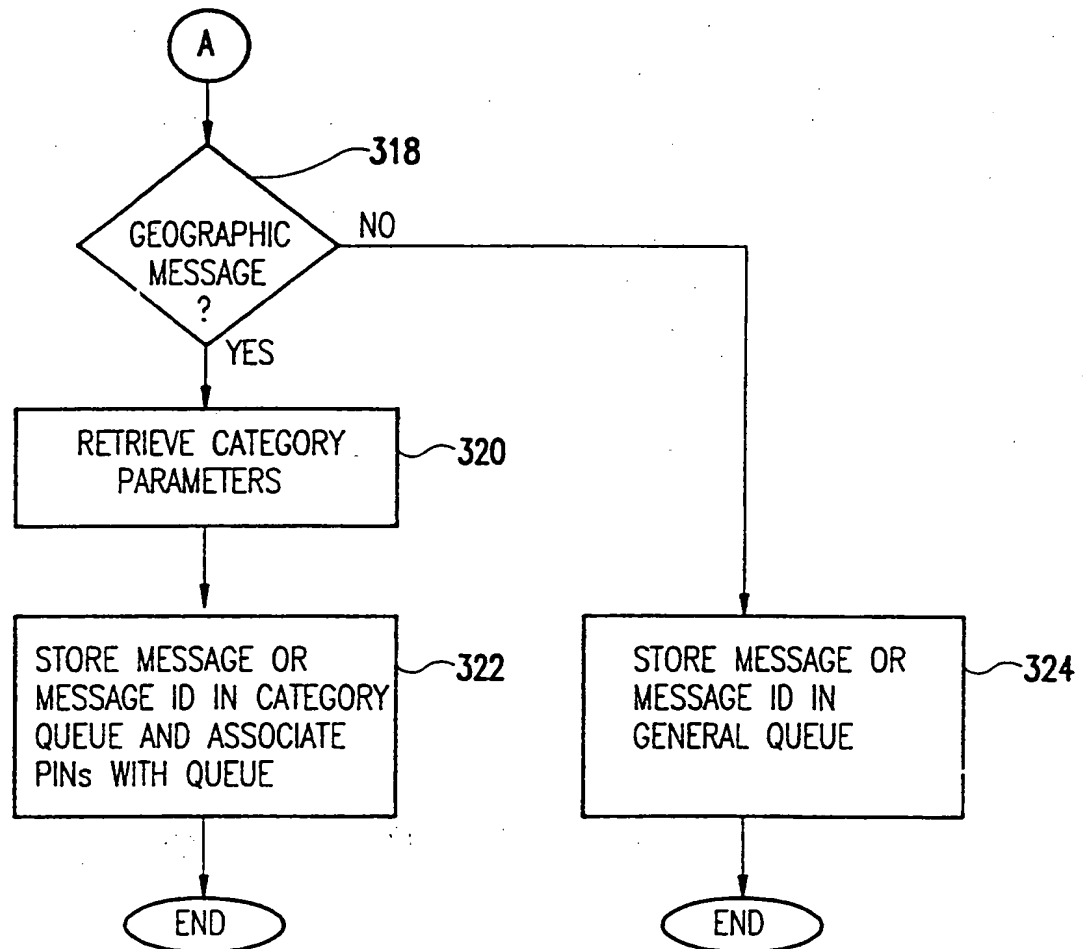 A
318
GEOGRAPHIC
MESSAGE
?
NO
YES
RETRIEVE CATEGORY
PARAMETERS
320
STORE MESSAGE OR
MESSAGE ID IN CATEGORY
QUEUE AND ASSOCIATE
PINs WITH QUEUE
322
STORE MESSAGE OR
MESSAGE ID IN
GENERAL QUEUE
324
END
END